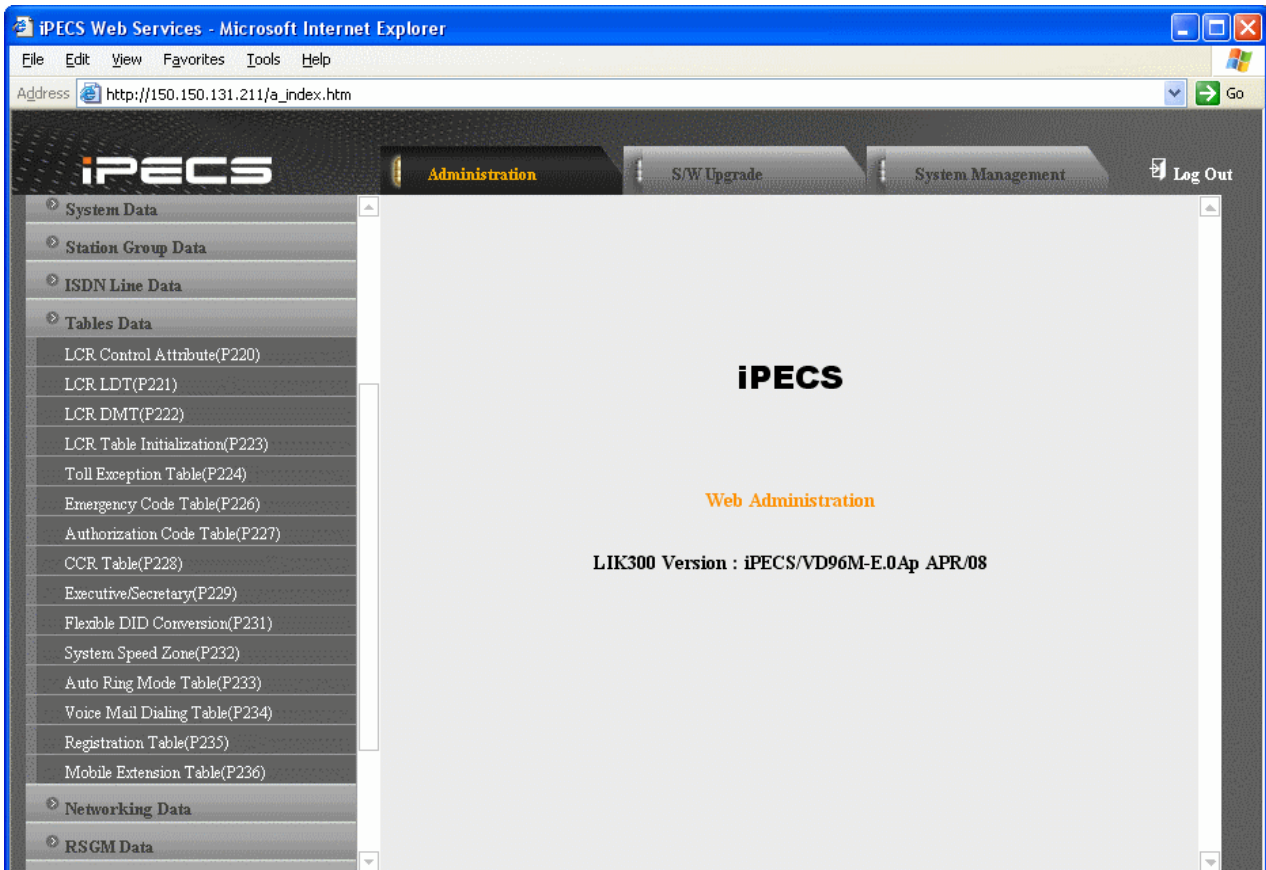 iPECS Web Services - Microsoft Internet Explorer
File Edit View Favorites Tools Help
Address http://150.150.131.211/a_index.htm Go
iPECS Administration S/W Upgrade System Management Log Out
System Data
Station Group Data
ISDN Line Data
Tables Data
LCR Control Attribute(P220)
LCR LDT(P221)
LCR DMT(P222)
LCR Table Initialization(P223)
Toll Exception Table(P224)
Emergency Code Table(P226)
Authorization Code Table(P227)
CCR Table(P228)
Executive/Secretary(P229)
Flexible DID Conversion(P231)
System Speed Zone(P232)
Auto Ring Mode Table(P233)
Voice Mail Dialing Table(P234)
Registration Table(P235)
Mobile Extension Table(P236)
Networking Data
RSGM Data
iPECS
Web Administration
LIK300 Version : iPECS/VD96M-E.0Ap APR/08